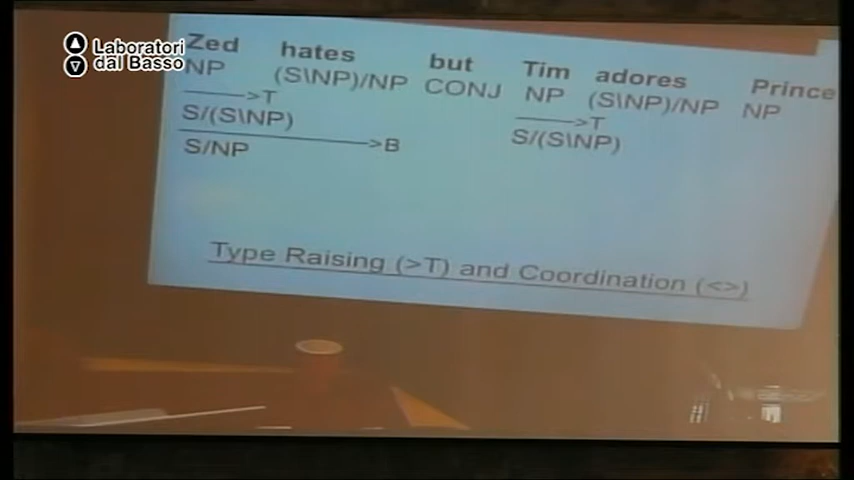 Laboratori
dal Basso
Zed hates but Tim adores Prince
NP (S\NP)/NP CONJ NP (S\NP)/NP NP
>T >T
S/(S\NP) S/(S\NP)
>B
S/NP
Type Raising (>T) and Coordination (<>)